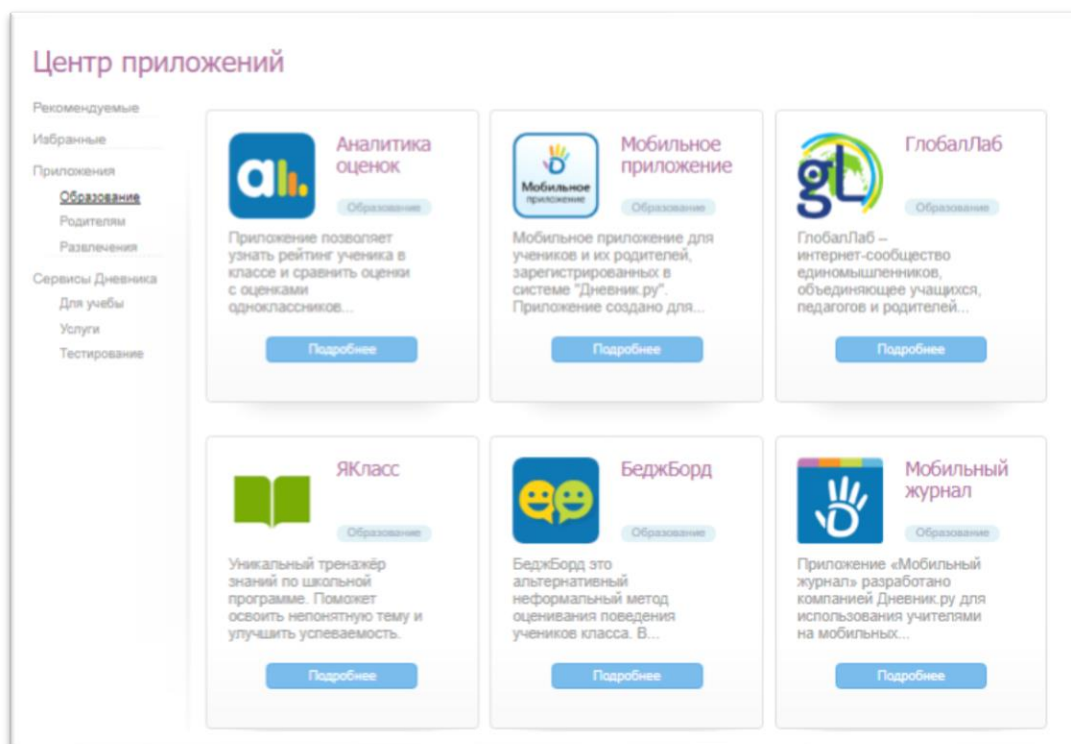 Центр приложений
Рекомендуемые
Избранные
Приложения
Образование
Родителям
Развлечения
Сервисы Дневника
Для учебы
Услуги
Тестирование
Аналитика
оценок
Образование
Приложение позволяет
узнать рейтинг ученика в
классе и сравнить оценки
с оценками
одноклассников...
Подробнее
Мобильное
приложение
Мобильное
приложение
Образование
Мобильное приложение для
учеников и их родителей,
зарегистрированных в
системе "Дневник.ру".
Приложение создано для...
Подробнее
gL
ГлобалЛаб
Образование
ГлобалЛаб –
интернет-сообщество
единомышленников,
объединяющее учащихся,
педагогов и родителей...
Подробнее
ЯКласс
Образование
Уникальный тренажёр
знаний по школьной
программе. Поможет
освоить непонятную тему и
улучшить успеваемость.
Подробнее
БеджБорд
Образование
БеджБорд это
альтернативный
неформальный метод
оценивания поведения
учеников класса. В...
Подробнее
Мобильный
журнал
Образование
Приложение «Мобильный
журнал» разработано
компанией Дневник.ру для
использования учителями
на мобильных...
Подробнее